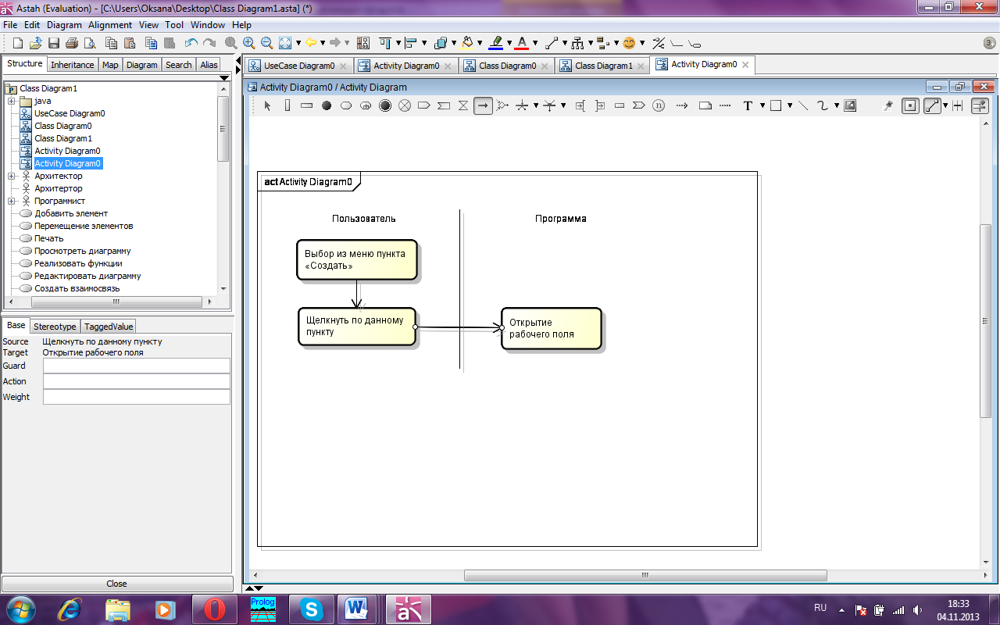 Astah (Evaluation) - [C:\Users\Oksana\Desktop\Class Diagram1.asta] (*)
File Edit Diagram Alignment View Tool Window Help
Structure Inheritance Map Diagram Search Alias
UseCase Diagram0 Activity Diagram0 Class Diagram0 Class Diagram1 Activity Diagram0
Class Diagram1
java
UseCase Diagram0
Class Diagram0
Class Diagram1
Activity Diagram0
Activity Diagram0
Архитектор
Архитертор
Программист
Добавить элемент
Перемещение элементов
Печать
Просмотреть диаграмму
Реализовать функции
Редактировать диаграмму
Создать взаимосвязь
Base Stereotype TaggedValue
Source Щелкнуть по данному пункту
Target Открытие рабочего поля
Guard
Action
Weight
Close
Activity Diagram0 / Activity Diagram
act Activity Diagram0
Пользователь
Программа
Выбор из меню пункта
«Создать»
Щелкнуть по данному
пункту
Открытие
рабочего поля
Prolog
RU
18:33
04.11.2013